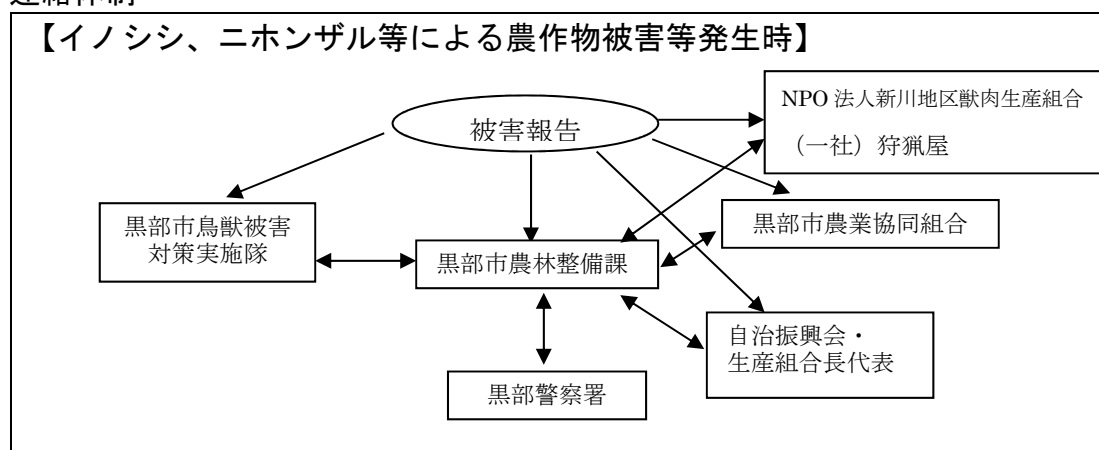 連絡体制
【イノシシ、ニホンザル等による農作物被害等発生時】
被害報告
NPO 法人新川地区獣肉生産組合
（一社）狩猟屋
黒部市鳥獣被害
対策実施隊
黒部市農林整備課
黒部市農業協同組合
自治振興会・
生産組合長代表
黒部警察署